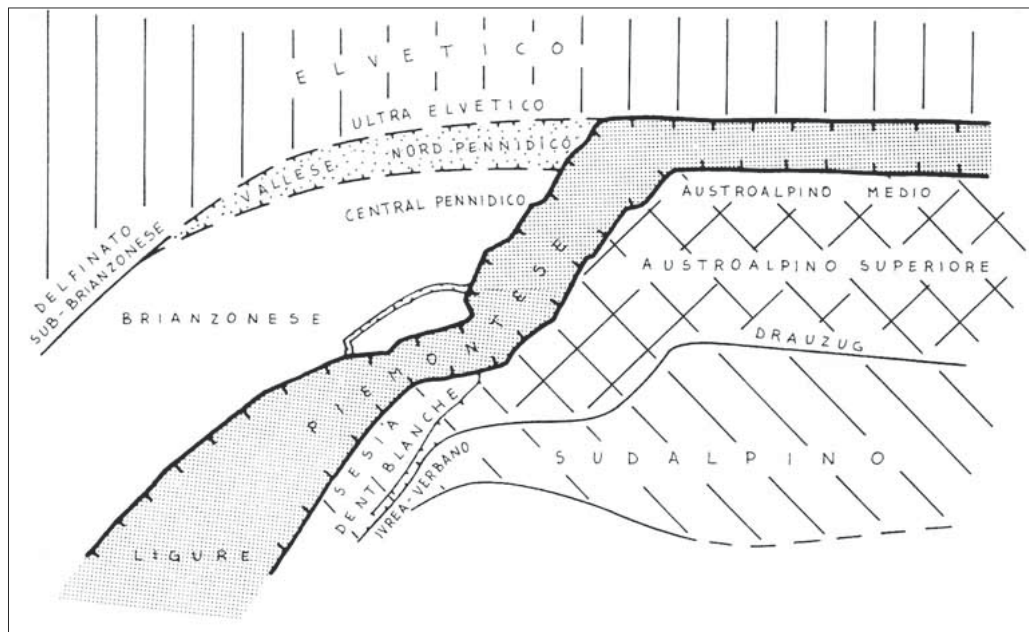 ELVETICO
ULTRA ELVETICO
NORD PENNIDICO
VALLESE
CENTRAL PENNIDICO
AUSTROALPINO MEDIO
DELFINATO
SUB-BRIANZONESE
AUSTROALPINO SUPERIORE
BRIANZONESE
DRAUZUG
PIEMONTESE
SESIA
DENT/BLANCHE
IVREA-VERBANO
SUDALPINO
LIGURE